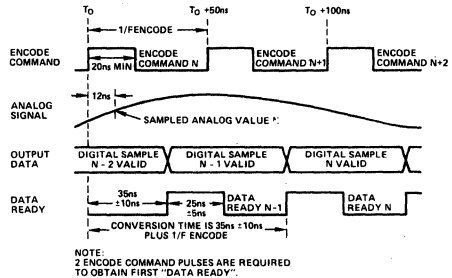 T₀ T₀ +50ns T₀ +100ns
1/FENCODE
ENCODE COMMAND
20ns MIN
ENCODE COMMAND N
ENCODE COMMAND N+1
ENCODE COMMAND N+2
12ns
ANALOG SIGNAL
SAMPLED ANALOG VALUE
OUTPUT DATA
DIGITAL SAMPLE N - 2 VALID
DIGITAL SAMPLE N - 1 VALID
DIGITAL SAMPLE N VALID
DATA READY
35ns ±10ns
25ns ±5ns
DATA READY N-1
DATA READY N
CONVERSION TIME IS 35ns ±10ns
PLUS 1/F ENCODE
NOTE:
2 ENCODE COMMAND PULSES ARE REQUIRED
TO OBTAIN FIRST "DATA READY".